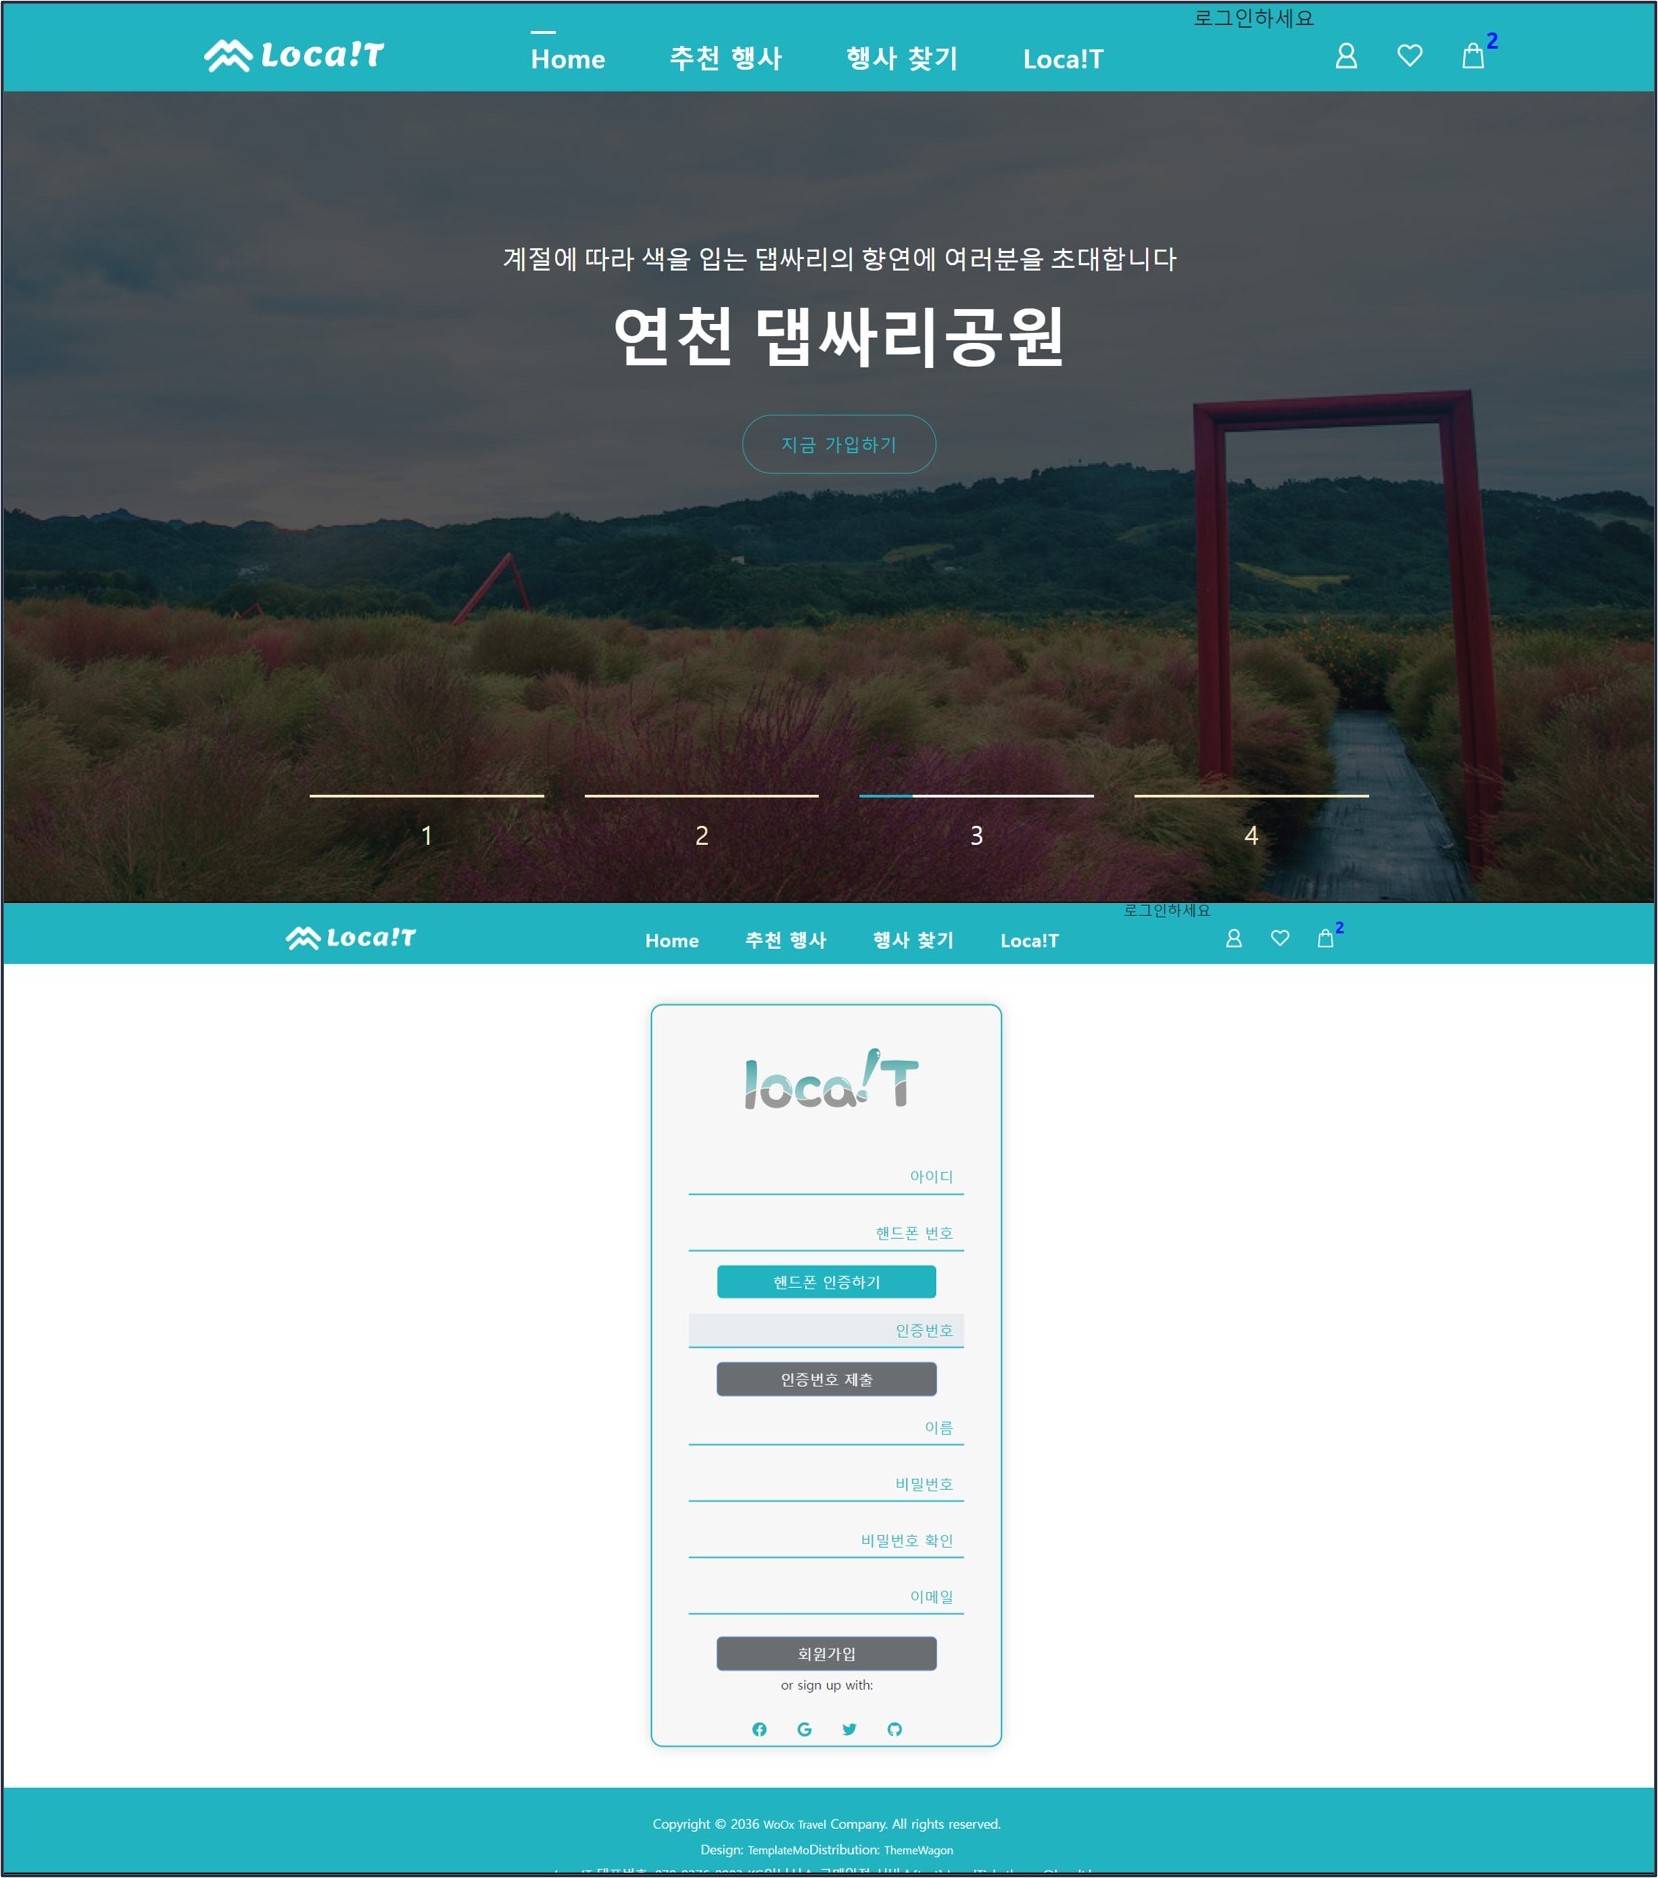 로그인하세요
Loca!T
Home 추천 행사 행사 찾기 Loca!T
2
계절에 따라 색을 입는 댑싸리의 향연에 여러분을 초대합니다
연천 댑싸리공원
지금 가입하기
1 2 3 4
로그인하세요
Loca!T
Home 추천 행사 행사 찾기 Loca!T
2
loca!T
아이디
핸드폰 번호
핸드폰 인증하기
인증번호
인증번호 제출
이름
비밀번호
비밀번호 확인
이메일
회원가입
or sign up with:
Copyright © 2036 WoOx Travel Company. All rights reserved.
Design: TemplateMoDistribution: ThemeWagon